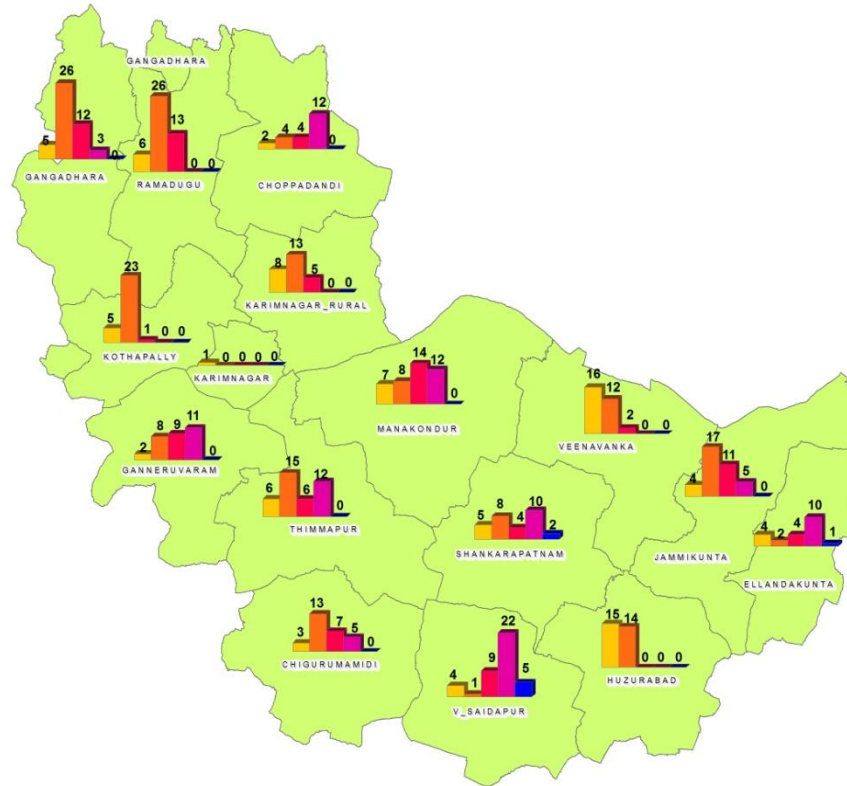 GANGADHARA
26
12
5
3
0
GANGADHARA
26
13
6
0 0
RAMADUGU
12
2 4 4
0
CHOPPADANDI
13
8
5
0 0
KARIMNAGAR_RURAL
23
5
1 0 0
KOTHAPALLY
1 0 0 0 0
KARIMNAGAR
14
12
7 8
0
MANAKONDUR
16
12
2
0 0
VEENAVANKA
11
8 9
2
0
GANNERUVARAM
15
12
6 6
0
THIMMAPUR
17
11
4 5
0
JAMMIKUNTA
10
5 8 4
2
SHANKARAPATNAM
10
4 2 4
1
ELLANDAKUNTA
13
7
5
3
0
CHIGURUMAMIDI
22
9
4 1 5
V_SAIDAPUR
15 14
0 0 0
HUZURABAD